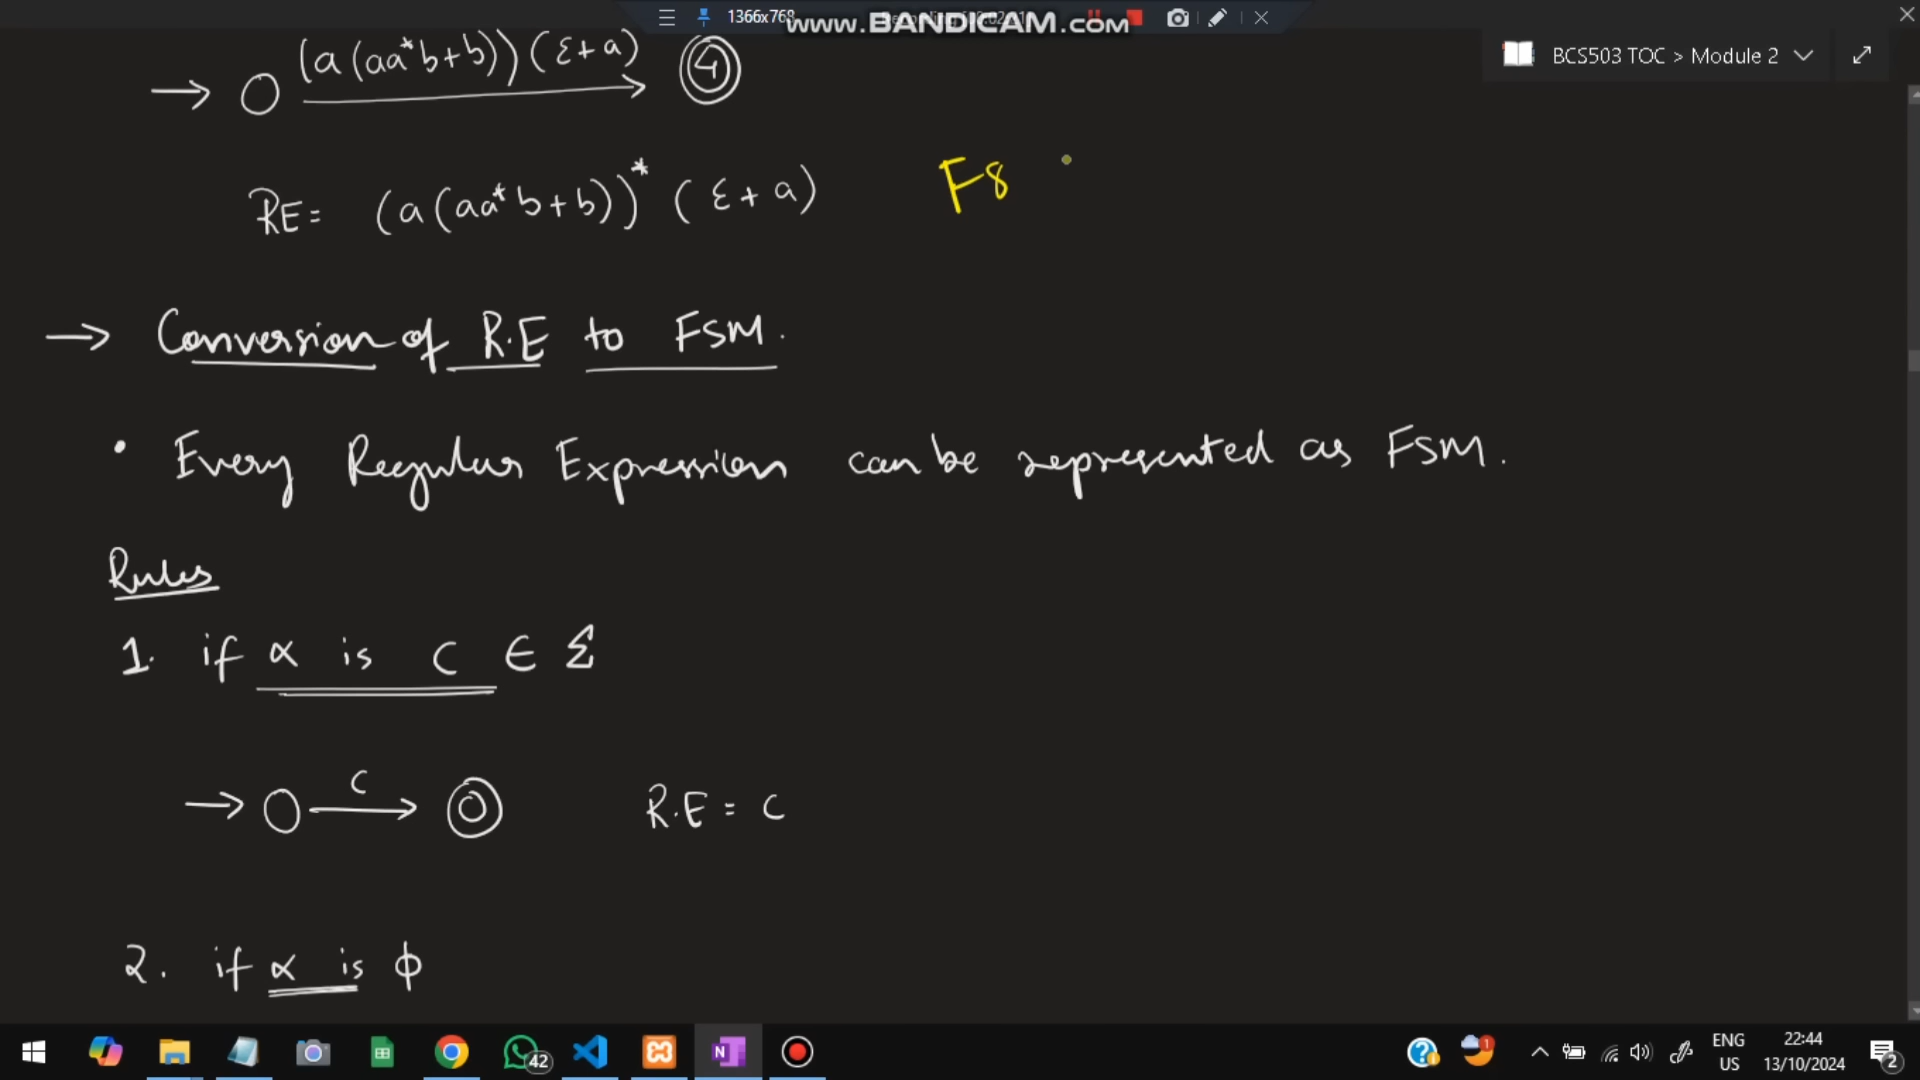 1366x768
www.BANDICAM.com
BCS503 TOC > Module 2
(a(aa*b+b))(ε+a)
4
RE= (a(aa*b+b))* (ε+a)
F8
→ Conversion of R.E to FSM.
• Every Regular Expression can be represented as FSM.
Rules
1. if α is C ∈ Σ
C
R.E = C
2. if α is ϕ
42
1
ENG
US
22:44
13/10/2024
2